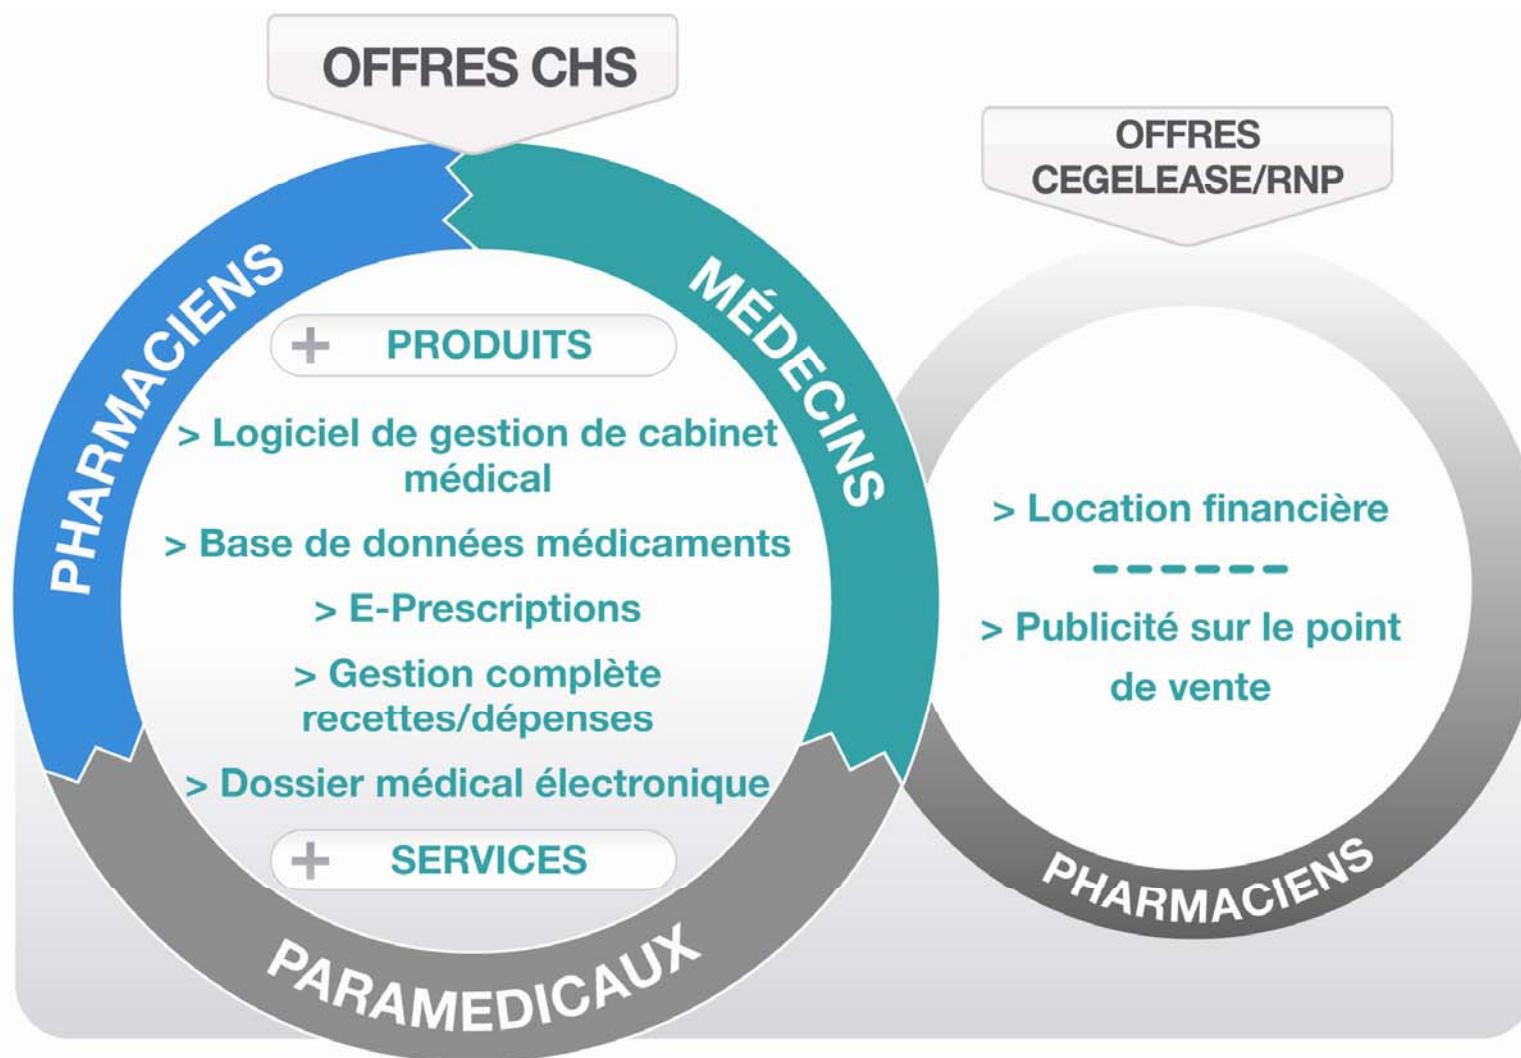 OFFRES CHS
PHARMACIENS
MÉDECINS
PARAMEDICAUX
+ PRODUITS
> Logiciel de gestion de cabinet
médical
> Base de données médicaments
> E-Prescriptions
> Gestion complète
recettes/dépenses
> Dossier médical électronique
+ SERVICES
OFFRES
CEGELEASE/RNP
> Location financière
> Publicité sur le point
de vente
PHARMACIENS